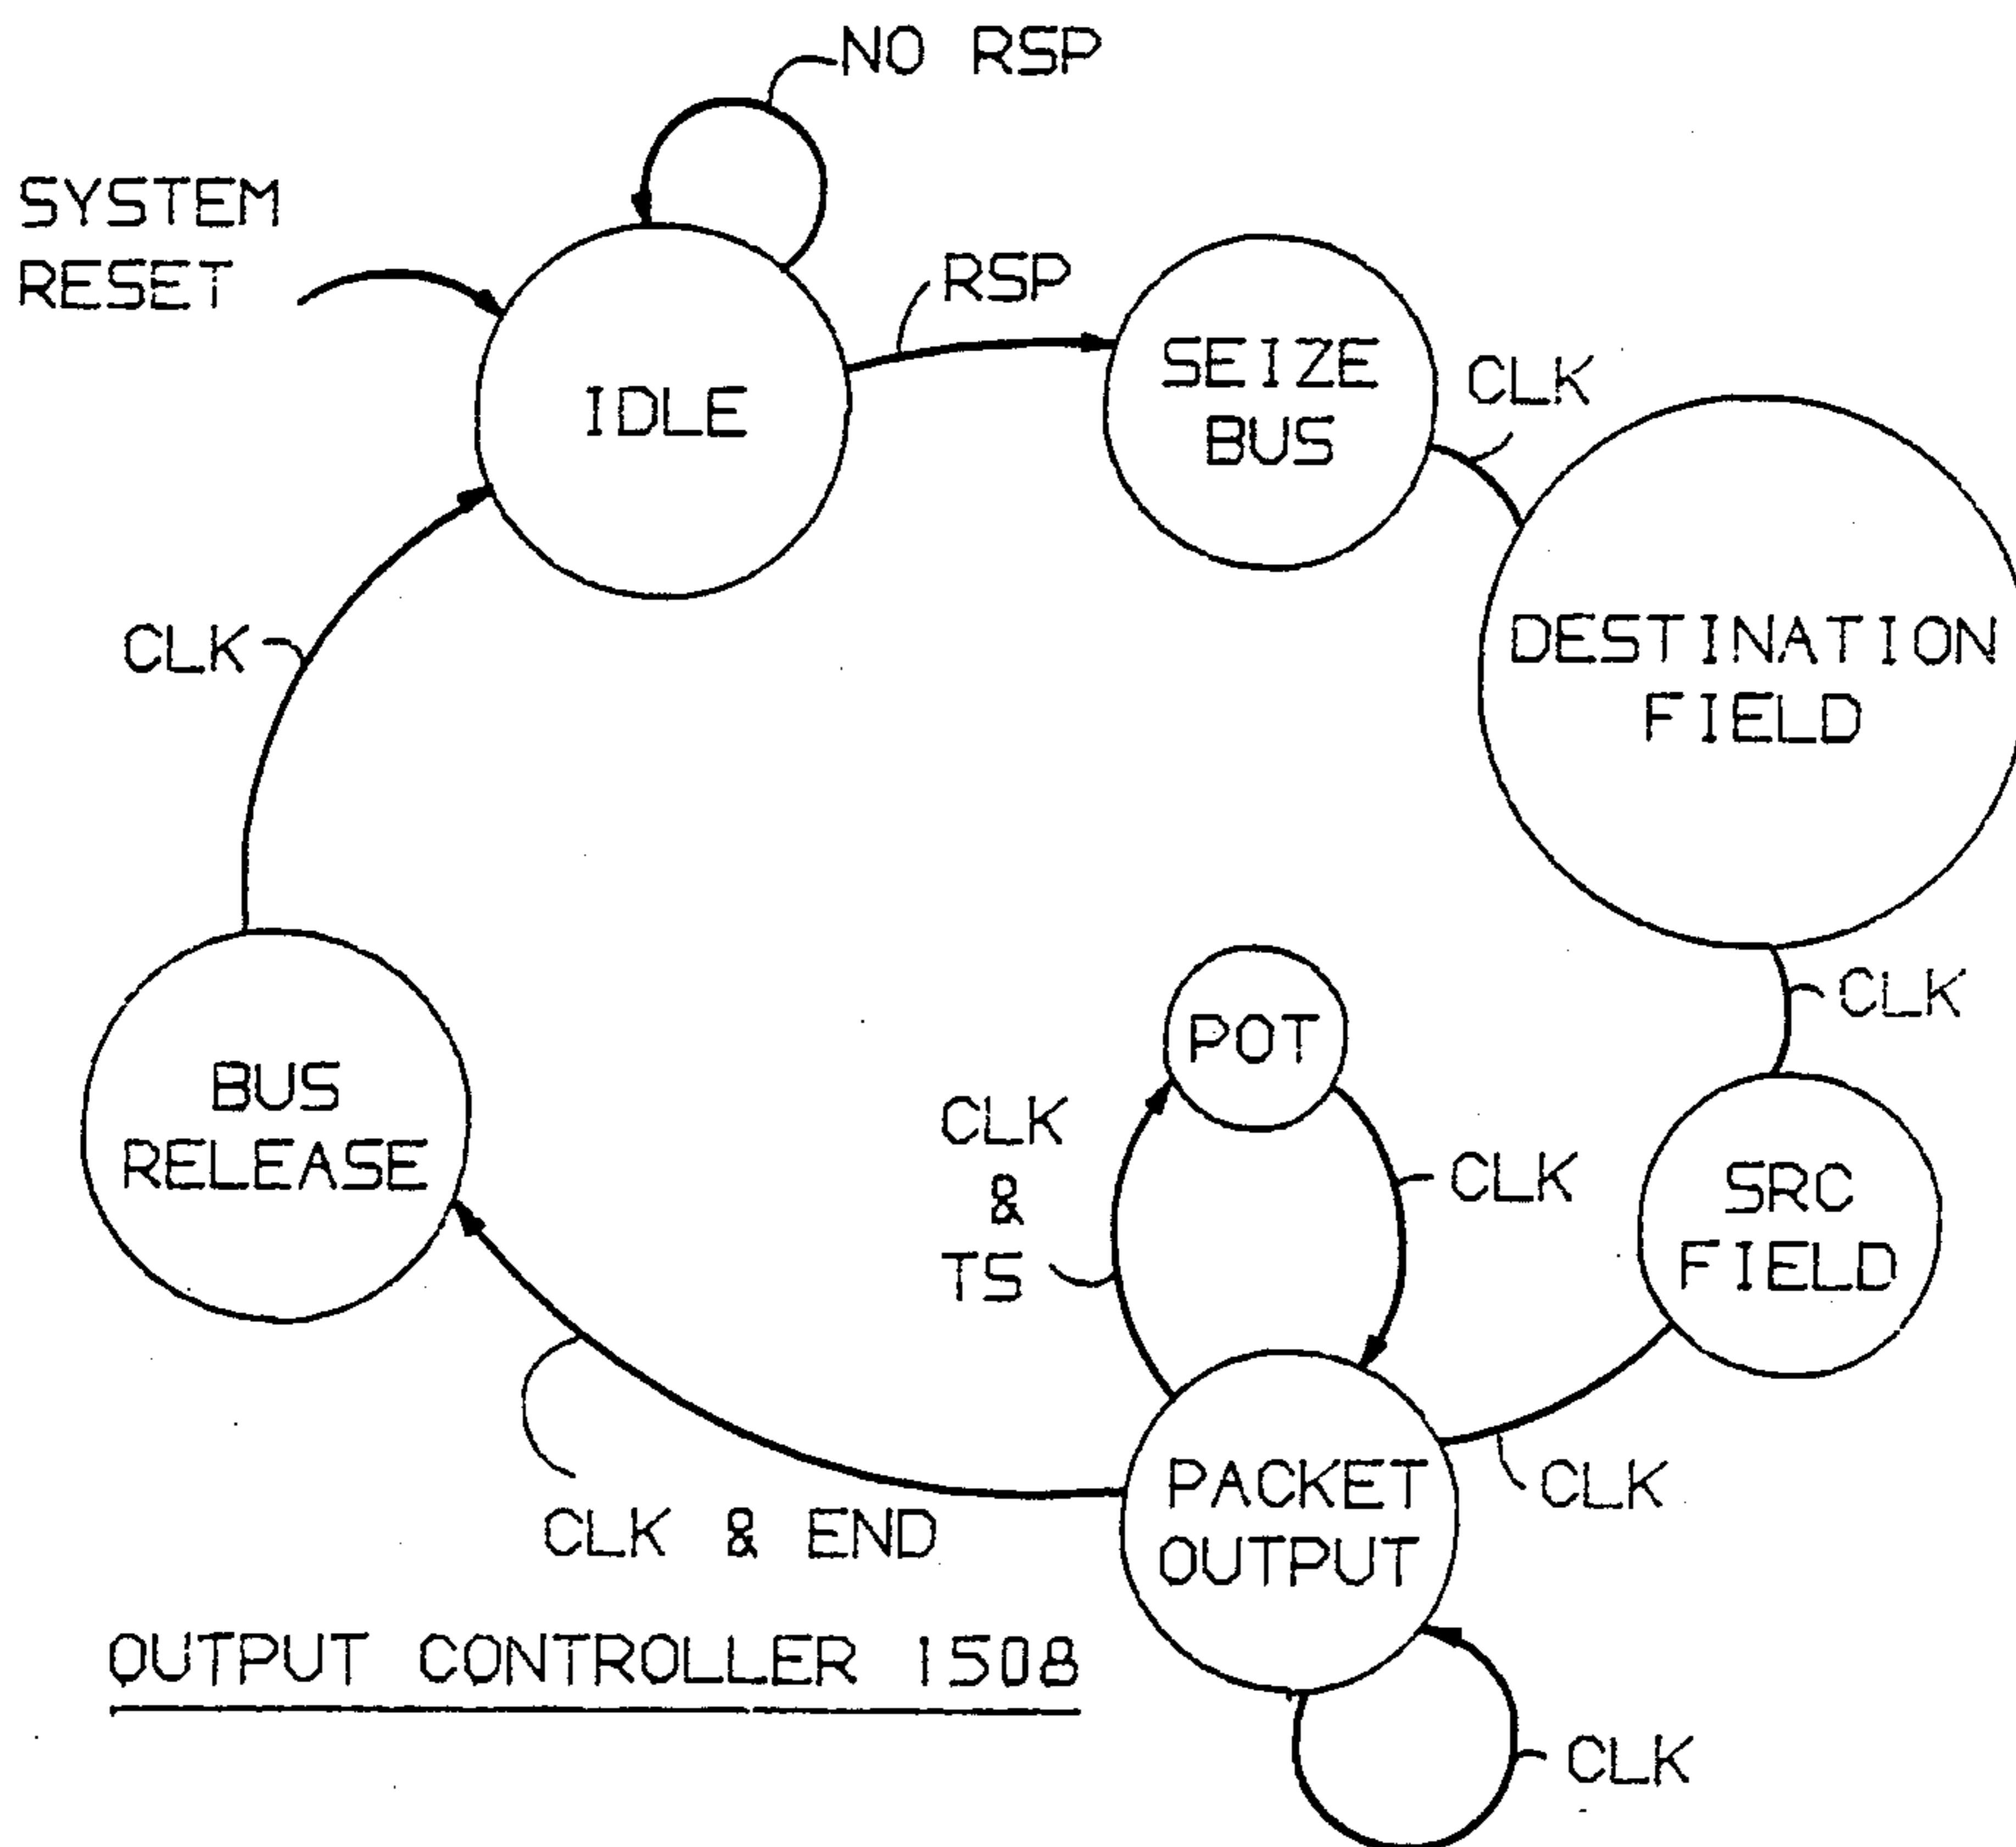 NO RSP
SYSTEM
RESET
RSP
IDLE
SEIZE
BUS
CLK
DESTINATION
FIELD
CLK
CLK
POT
CLK
&
TS
CLK
BUS
RELEASE
SRC
FIELD
PACKET
OUTPUT
CLK
CLK & END
OUTPUT CONTROLLER 1508
CLK